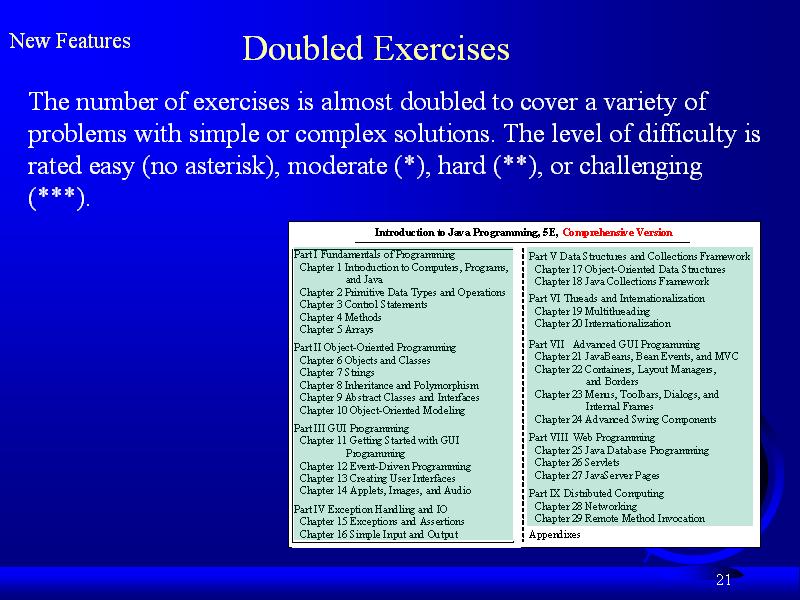 New Features
Doubled Exercises
The number of exercises is almost doubled to cover a variety of
problems with simple or complex solutions. The level of difficulty is
rated easy (no asterisk), moderate (*), hard (**), or challenging
(***).
Introduction to Java Programming, 5E, Comprehensive Version
Part I Fundamentals of Programming
Chapter 1 Introduction to Computers, Programs,
and Java
Chapter 2 Primitive Data Types and Operations
Chapter 3 Control Statements
Chapter 4 Methods
Chapter 5 Arrays
Part II Object-Oriented Programming
Chapter 6 Objects and Classes
Chapter 7 Strings
Chapter 8 Inheritance and Polymorphism
Chapter 9 Abstract Classes and Interfaces
Chapter 10 Object-Oriented Modeling
Part III GUI Programming
Chapter 11 Getting Started with GUI
Programming
Chapter 12 Event-Driven Programming
Chapter 13 Creating User Interfaces
Chapter 14 Applets, Images, and Audio
Part IV Exception Handling and IO
Chapter 15 Exceptions and Assertions
Chapter 16 Simple Input and Output
Part V Data Structures and Collections Framework
Chapter 17 Object-Oriented Data Structures
Chapter 18 Java Collections Framework
Part VI Threads and Internationalization
Chapter 19 Multithreading
Chapter 20 Internationalization
Part VII Advanced GUI Programming
Chapter 21 JavaBeans, Bean Events, and MVC
Chapter 22 Containers, Layout Managers,
and Borders
Chapter 23 Menus, Toolbars, Dialogs, and
Internal Frames
Chapter 24 Advanced Swing Components
Part VIII Web Programming
Chapter 25 Java Database Programming
Chapter 26 Servlets
Chapter 27 JavaServer Pages
Part IX Distributed Computing
Chapter 28 Networking
Chapter 29 Remote Method Invocation
Appendixes
21